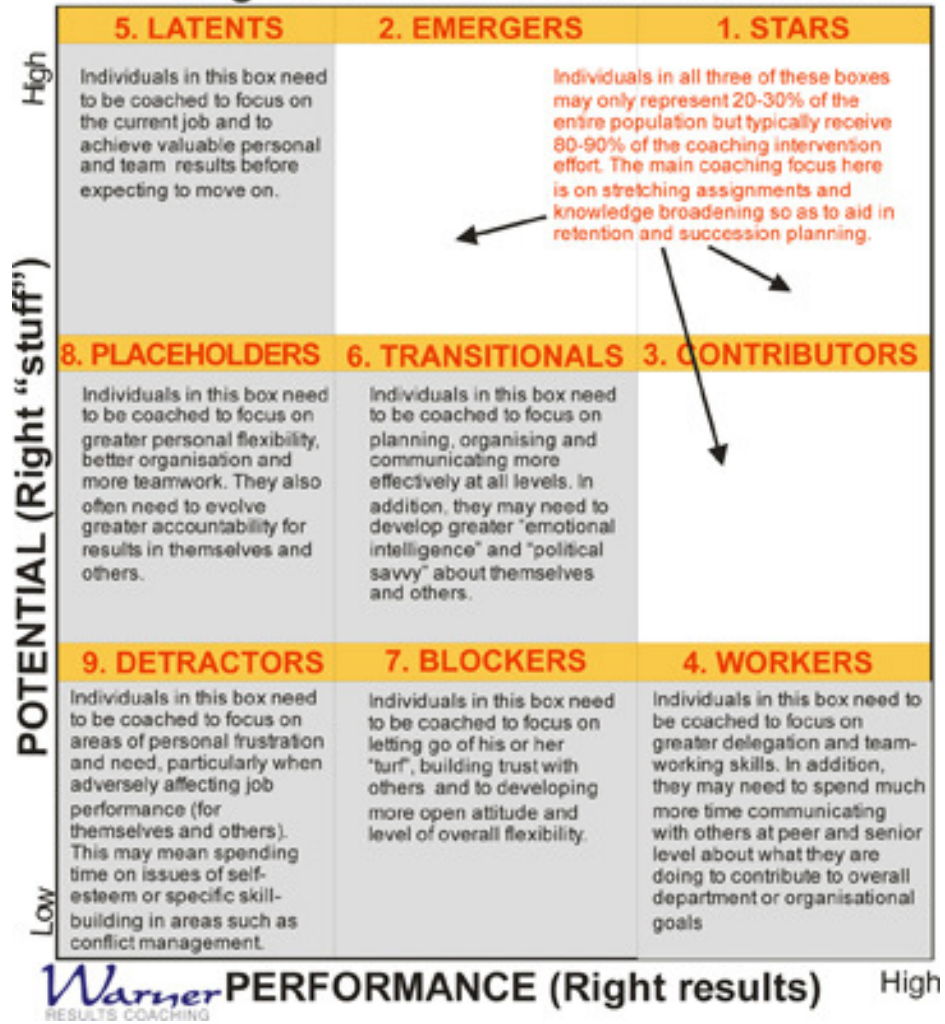 5. LATENTS
2. EMERGERS
1. STARS
High
Individuals in this box need
to be coached to focus on
the current job and to
achieve valuable personal
and team results before
expecting to move on.
Individuals in all three of these boxes
may only represent 20-30% of the
entire population but typically receive
80-90% of the coaching intervention
effort. The main coaching focus here
is on stretching assignments and
knowledge broadening so as to aid in
retention and succession planning.
POTENTIAL (Right “stuff”)
8. PLACEHOLDERS
6. TRANSITIONALS
3. CONTRIBUTORS
Individuals in this box need
to be coached to focus on
greater personal flexibility,
better organisation and
more teamwork. They also
often need to evolve
greater accountability for
results in themselves and
others.
Individuals in this box need
to be coached to focus on
planning, organising and
communicating more
effectively at all levels. In
addition, they may need to
develop greater “emotional
intelligence” and “political
savvy” about themselves
and others.
9. DETRACTORS
7. BLOCKERS
4. WORKERS
Individuals in this box need
to be coached to focus on
areas of personal frustration
and need, particularly when
adversely affecting job
performance (for
themselves and others).
This may mean spending
time on issues of self-
esteem or specific skill-
building in areas such as
conflict management.
Individuals in this box need
to be coached to focus on
letting go of his or her
“turf”, building trust with
others and to developing
more open attitude and
level of overall flexibility.
Individuals in this box need to
be coached to focus on
greater delegation and team-
working skills. In addition,
they may need to spend much
more time communicating
with others at peer and senior
level about what they are
doing to contribute to overall
department or organisational
goals
Low
Warner
RESULTS COACHING
PERFORMANCE (Right results)
High